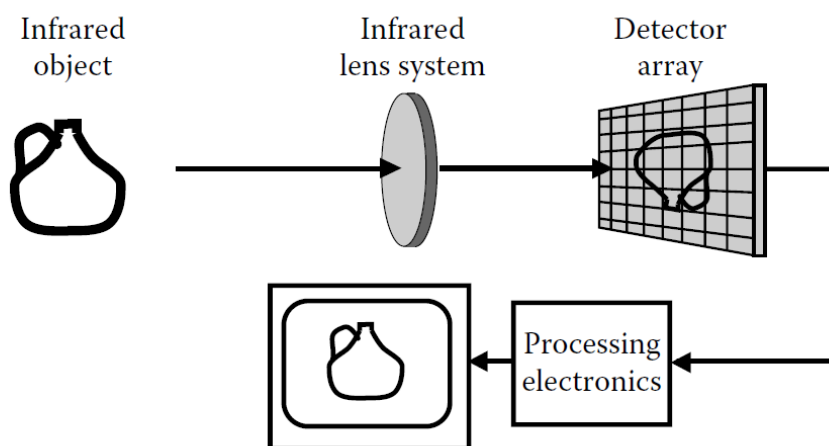 Infrared
object
Infrared
lens system
Detector
array
Processing
electronics